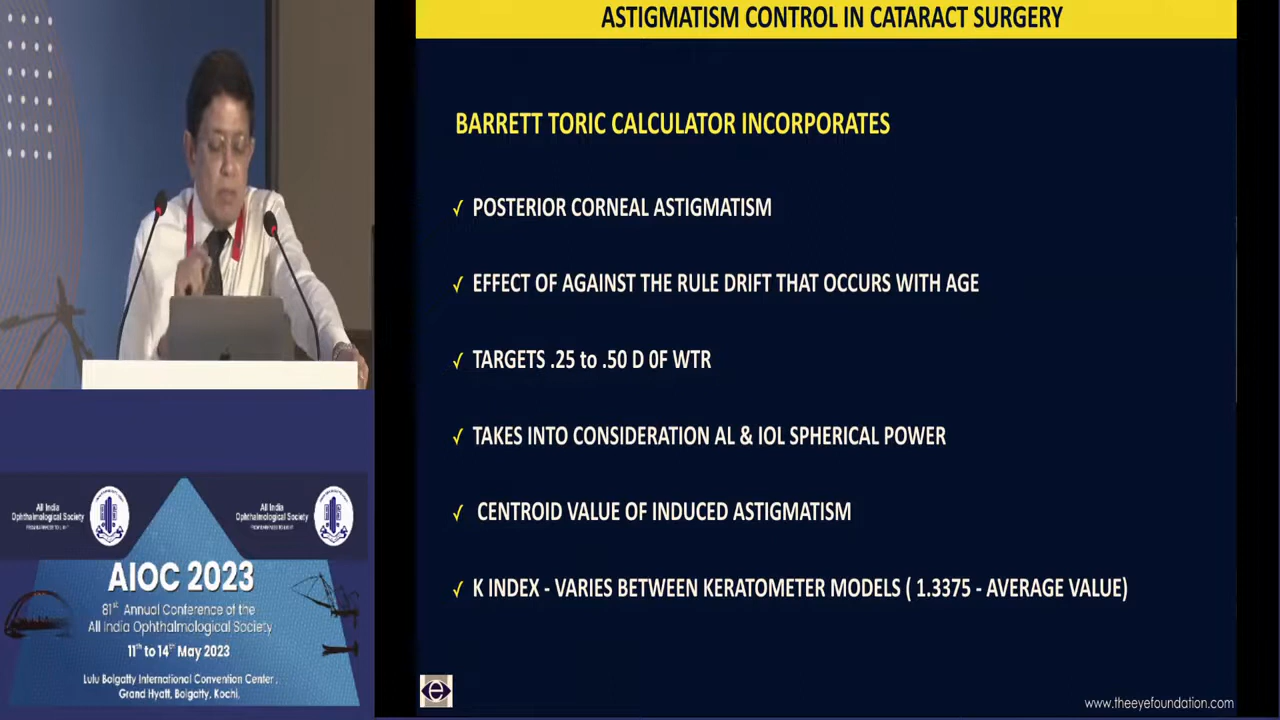 ASTIGMATISM CONTROL IN CATARACT SURGERY
BARRETT TORIC CALCULATOR INCORPORATES
✓ POSTERIOR CORNEAL ASTIGMATISM
✓ EFFECT OF AGAINST THE RULE DRIFT THAT OCCURS WITH AGE
✓ TARGETS .25 to .50 D 0F WTR
✓ TAKES INTO CONSIDERATION AL & IOL SPHERICAL POWER
✓ CENTROID VALUE OF INDUCED ASTIGMATISM
✓ K INDEX - VARIES BETWEEN KERATOMETER MODELS ( 1.3375 - AVERAGE VALUE)
www.theeyefoundation.com
All India
Ophthalmological Society
All India
Ophthalmological Society
AIOC 2023
81st Annual Conference of the
All India Ophthalmological Society
11th to 14th May 2023
Lulu Bolgatty International Convention Center,
Grand Hyatt, Bolgatty, Kochi.